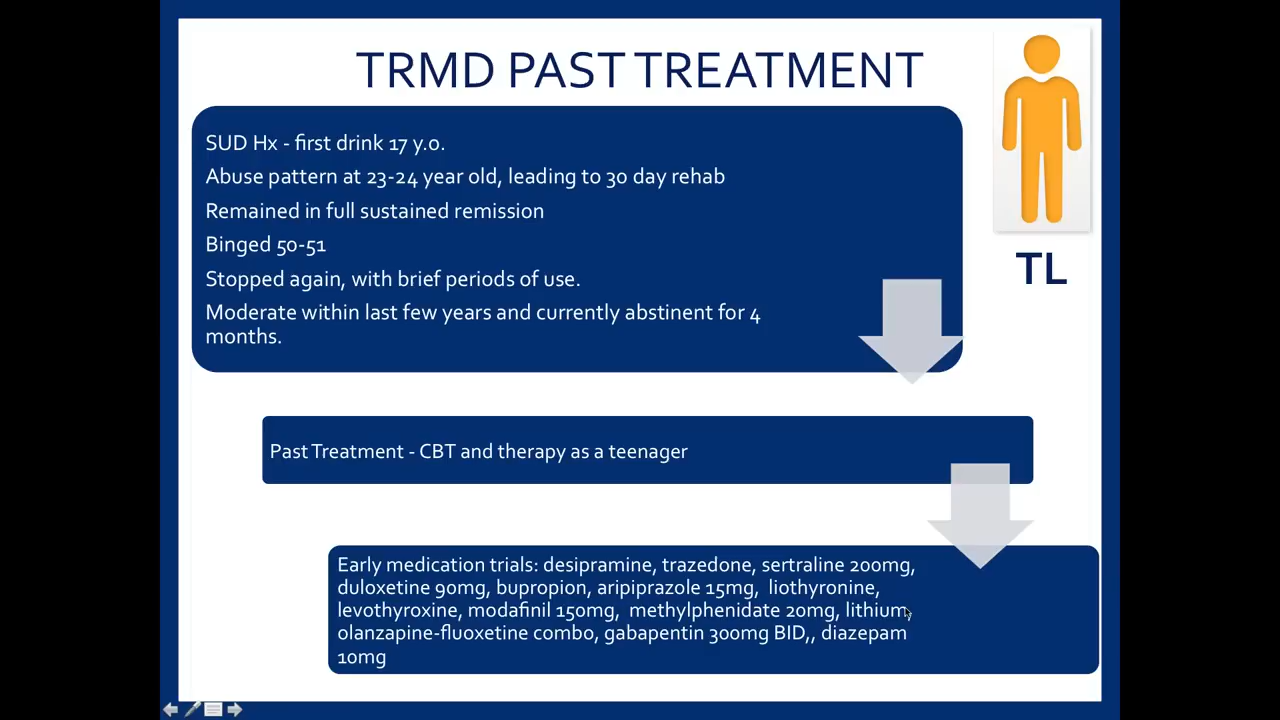 TRMD PAST TREATMENT
SUD Hx - first drink 17 y.o.
Abuse pattern at 23-24 year old, leading to 30 day rehab
Remained in full sustained remission
Binged 50-51
Stopped again, with brief periods of use.
Moderate within last few years and currently abstinent for 4
months.
TL
Past Treatment - CBT and therapy as a teenager
Early medication trials: desipramine, trazedone, sertraline 200mg,
duloxetine 90mg, bupropion, aripiprazole 15mg,  liothyronine,
levothyroxine, modafinil 150mg,  methylphenidate 20mg, lithium,
olanzapine-fluoxetine combo, gabapentin 300mg BID,, diazepam
10mg